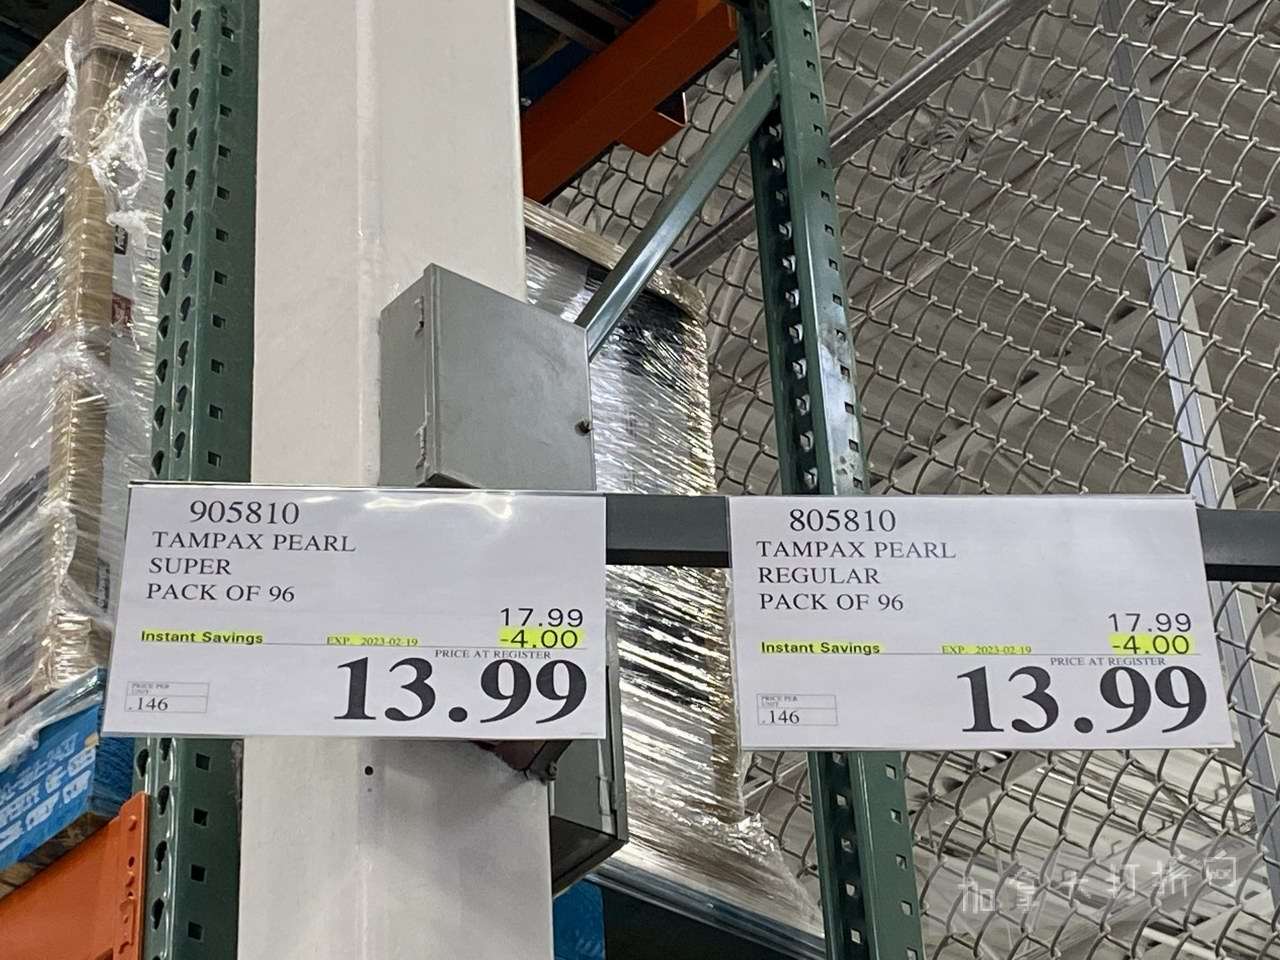 905810
TAMPAX PEARL
SUPER
PACK OF 96
17.99
Instant Savings EXP. 2023-02-19 -4.00
PRICE AT REGISTER
13.99
PRICE PER
UNIT
.146
805810
TAMPAX PEARL
REGULAR
PACK OF 96
17.99
Instant Savings EXP. 2023-02-19 -4.00
PRICE AT REGISTER
13.99
PRICE PER
UNIT
.146
加拿大打折